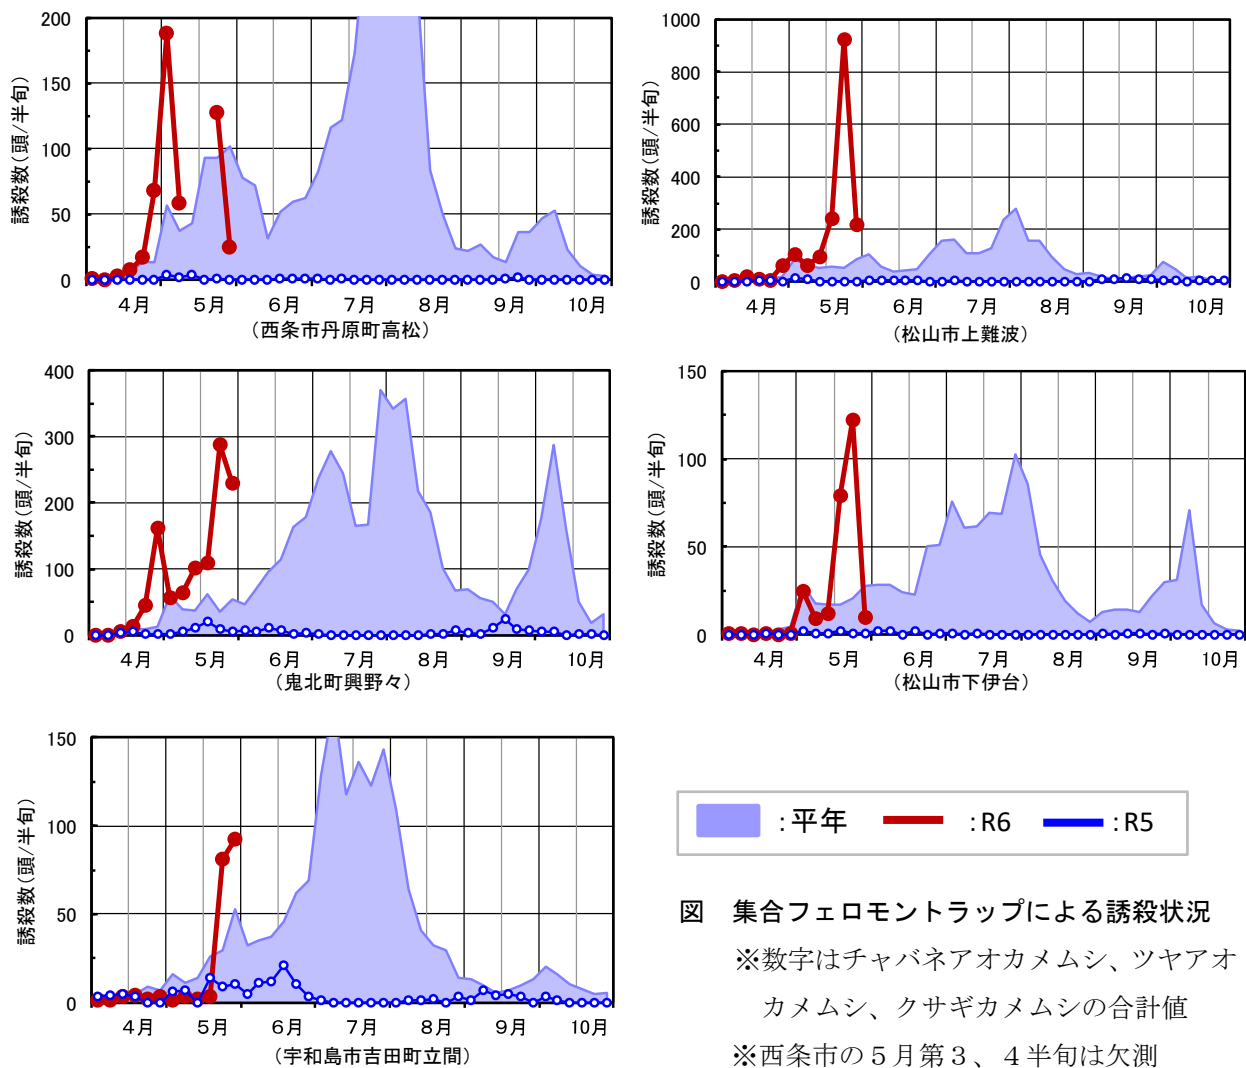 誘殺数(頭/半旬)
200
150
100
50
0
4月 5月 6月 7月 8月 9月 10月
(西条市丹原町高松)
誘殺数(頭/半旬)
1000
800
600
400
200
0
4月 5月 6月 7月 8月 9月 10月
(松山市上難波)
誘殺数(頭/半旬)
400
300
200
100
0
4月 5月 6月 7月 8月 9月 10月
(鬼北町興野々)
誘殺数(頭/半旬)
150
100
50
0
4月 5月 6月 7月 8月 9月 10月
(松山市下伊台)
誘殺数(頭/半旬)
150
100
50
0
4月 5月 6月 7月 8月 9月 10月
(宇和島市吉田町立間)
:平年 :R6 :R5
図 集合フェロモントラップによる誘殺状況
※数字はチャバネアオカメムシ、ツヤアオ
カメムシ、クサギカメムシの合計値
※西条市の5月第3、4半旬は欠測